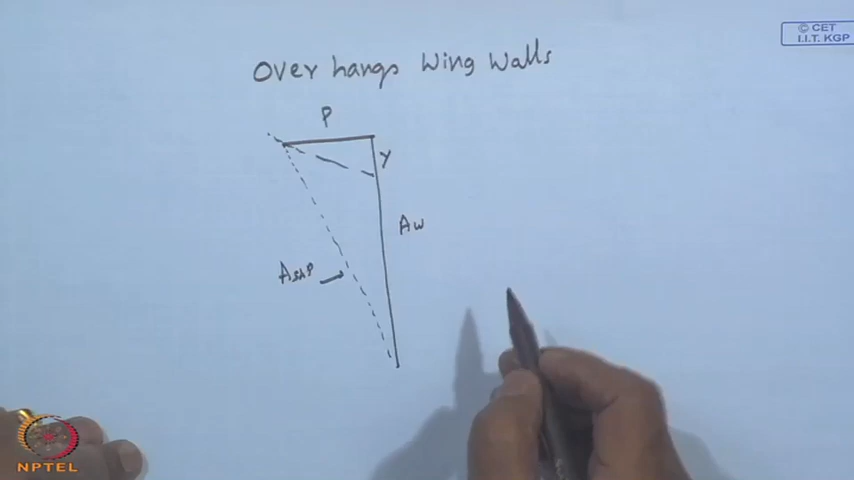 © CET
I.I.T. KGP
Over hangs Wing Walls
P
Y
Aw
ASAP
NPTEL